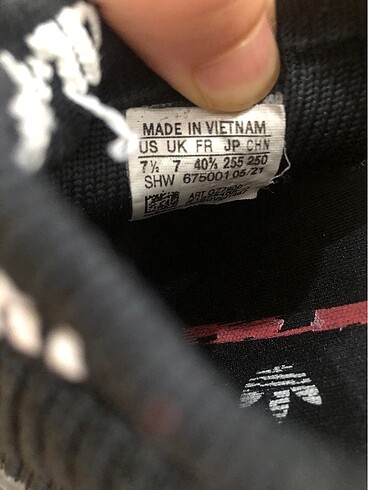 MADE IN VIETNAM
US UK FR JP CHN
7½ 7 40⅔ 255 250
SHW 675001 05/21
ART